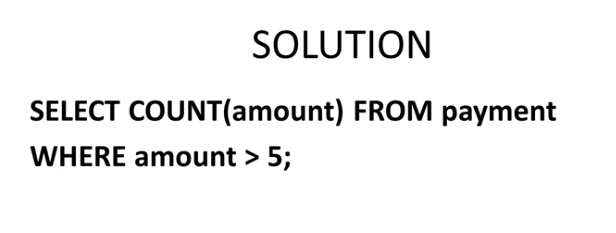 SOLUTION
SELECT COUNT(amount) FROM payment
WHERE amount > 5;